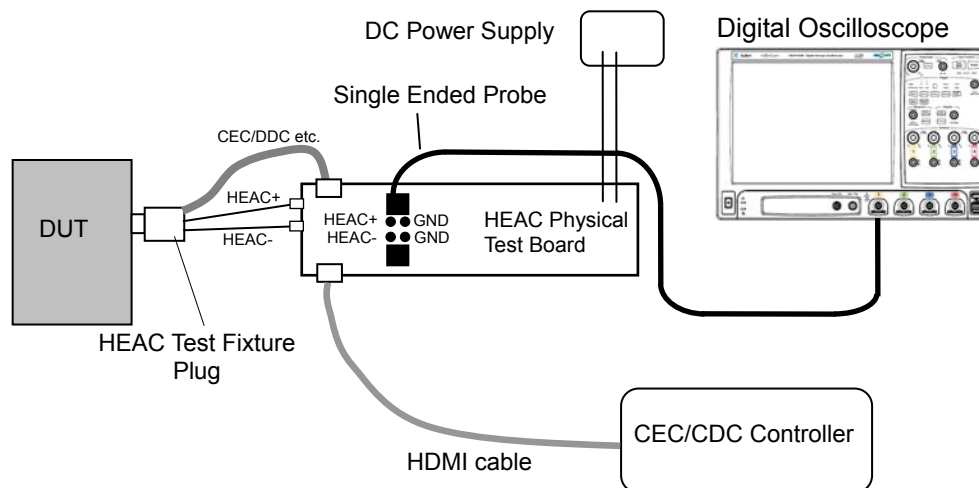 DC Power Supply
Digital Oscilloscope
Single Ended Probe
CEC/DDC etc.
HEAC+
HEAC-
DUT
HEAC+ GND
HEAC- GND
HEAC Physical
Test Board
HEAC Test Fixture
Plug
HDMI cable
CEC/CDC Controller